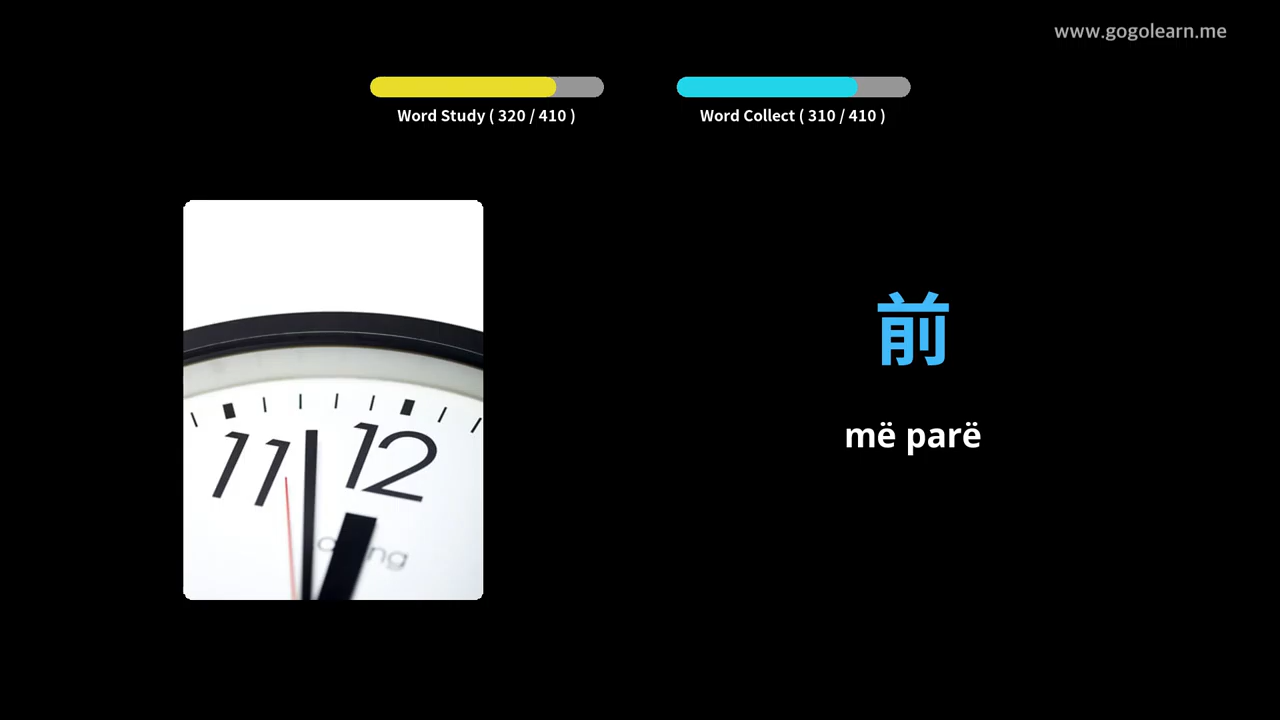 www.gogolearn.me
Word Study ( 320 / 410 )
Word Collect ( 310 / 410 )
11 12
前
më parë